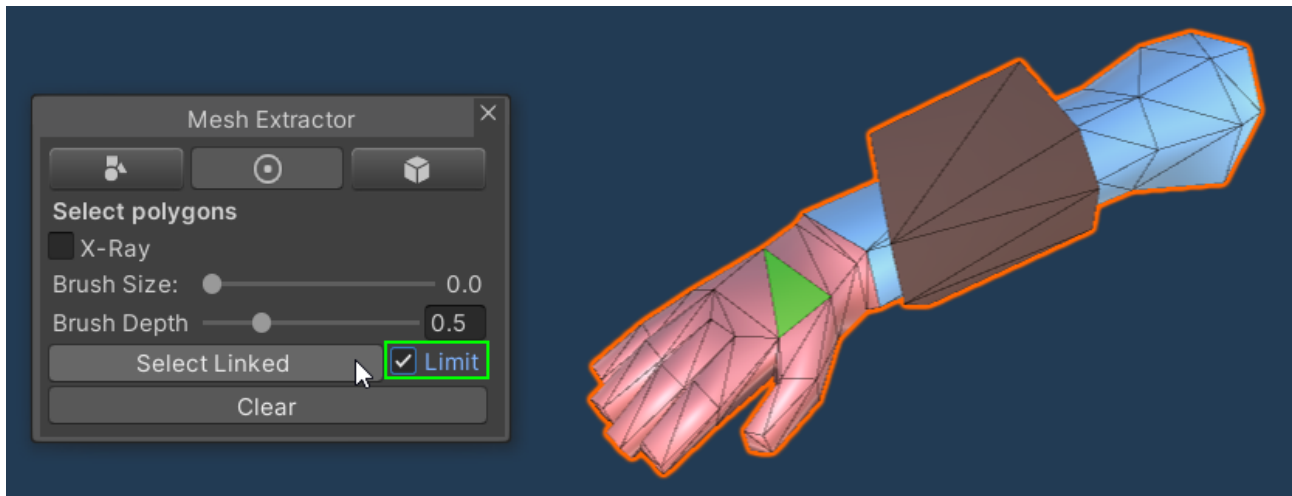 Mesh Extractor
Select polygons
X-Ray
Brush Size: 0.0
Brush Depth 0.5
Select Linked Limit
Clear